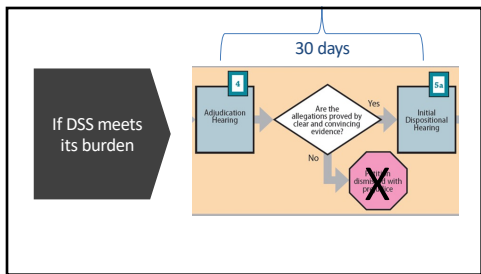 30 days
If DSS meets
its burden
4
Adjudication
Hearing
Are the
allegations proved by
clear and convincing
evidence?
Yes
No
5a
Initial
Dispositional
Hearing
dismissed with
X